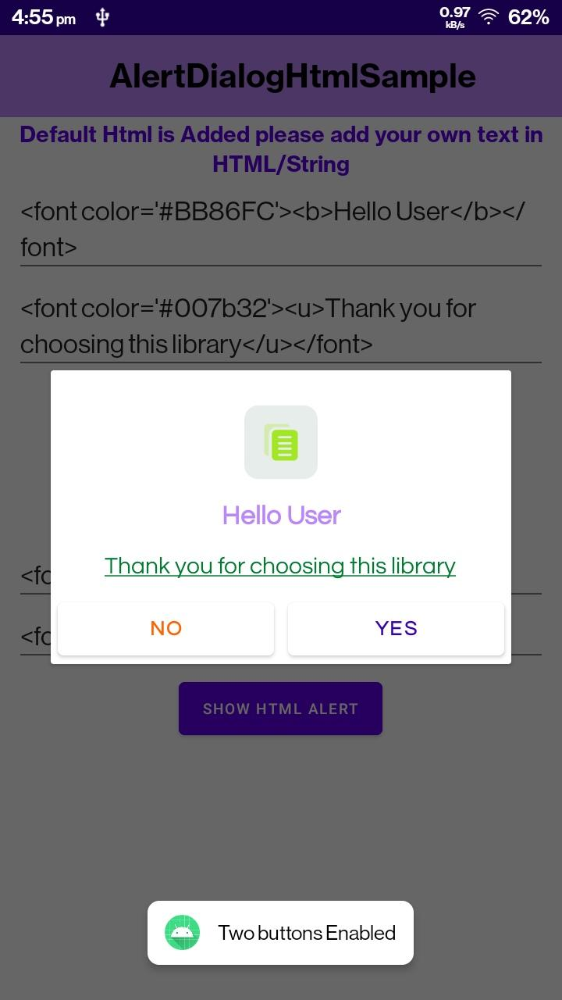 4:55 pm
0.97
kB/s
62%
AlertDialogHtmlSample
Default Html is Added please add your own text in
HTML/String
<font color='#BB86FC'><b>Hello User</b></
font>
<font color='#007b32'><u>Thank you for
choosing this library</u></font>
Hello User
Thank you for choosing this library
<fo
NO
YES
<fo
SHOW HTML ALERT
Two buttons Enabled